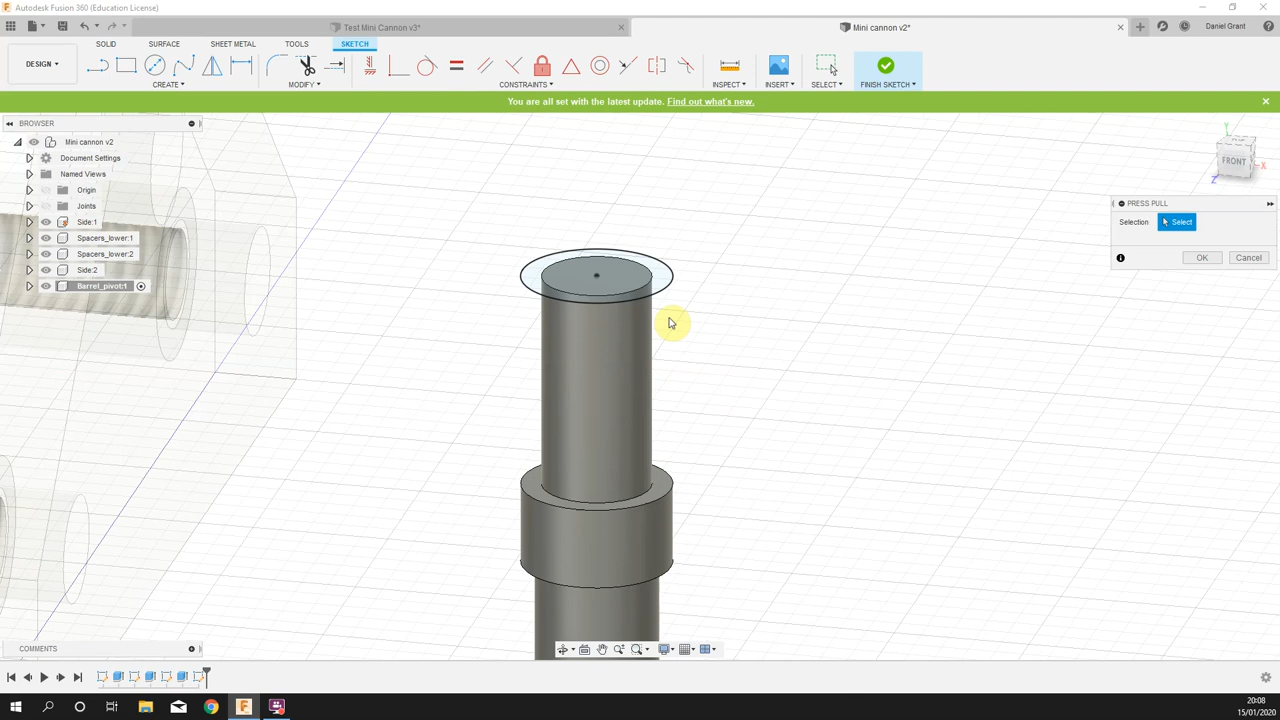 Autodesk Fusion 360 (Education License)
Test Mini Cannon v3*
Mini cannon v2*
Daniel Grant
DESIGN
SOLID
SURFACE
SHEET METAL
TOOLS
SKETCH
CREATE
MODIFY
CONSTRAINTS
INSPECT
INSERT
SELECT
FINISH SKETCH
You are all set with the latest update. Find out what's new.
BROWSER
Mini cannon v2
Document Settings
Named Views
Origin
Joints
Side:1
Spacers_lower:1
Spacers_lower:2
Side:2
Barrel_pivot:1
Y
FRONT
X
Z
PRESS PULL
Selection
Select
OK
Cancel
COMMENTS
20:08
15/01/2020